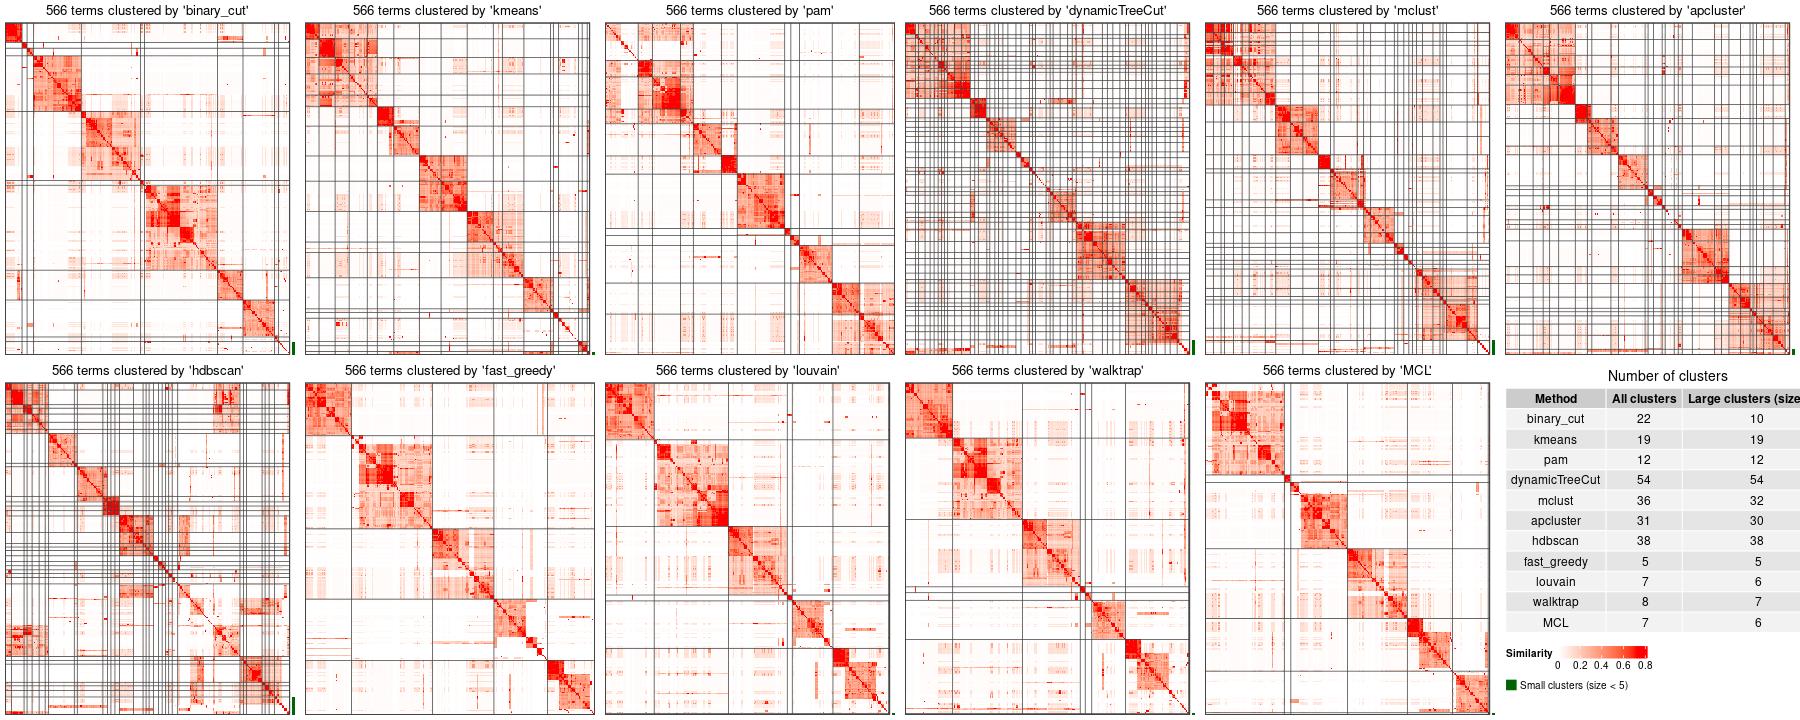 566 terms clustered by 'binary_cut'
566 terms clustered by 'kmeans'
566 terms clustered by 'pam'
566 terms clustered by 'dynamicTreeCut'
566 terms clustered by 'mclust'
566 terms clustered by 'apcluster'
566 terms clustered by 'hdbscan'
566 terms clustered by 'fast_greedy'
566 terms clustered by 'louvain'
566 terms clustered by 'walktrap'
566 terms clustered by 'MCL'
Number of clusters
Method All clusters Large clusters (size
binary_cut 22 10
kmeans 19 19
pam 12 12
dynamicTreeCut 54 54
mclust 36 32
apcluster 31 30
hdbscan 38 38
fast_greedy 5 5
louvain 7 6
walktrap 8 7
MCL 7 6
Similarity
0 0.2 0.4 0.6 0.8
Small clusters (size < 5)